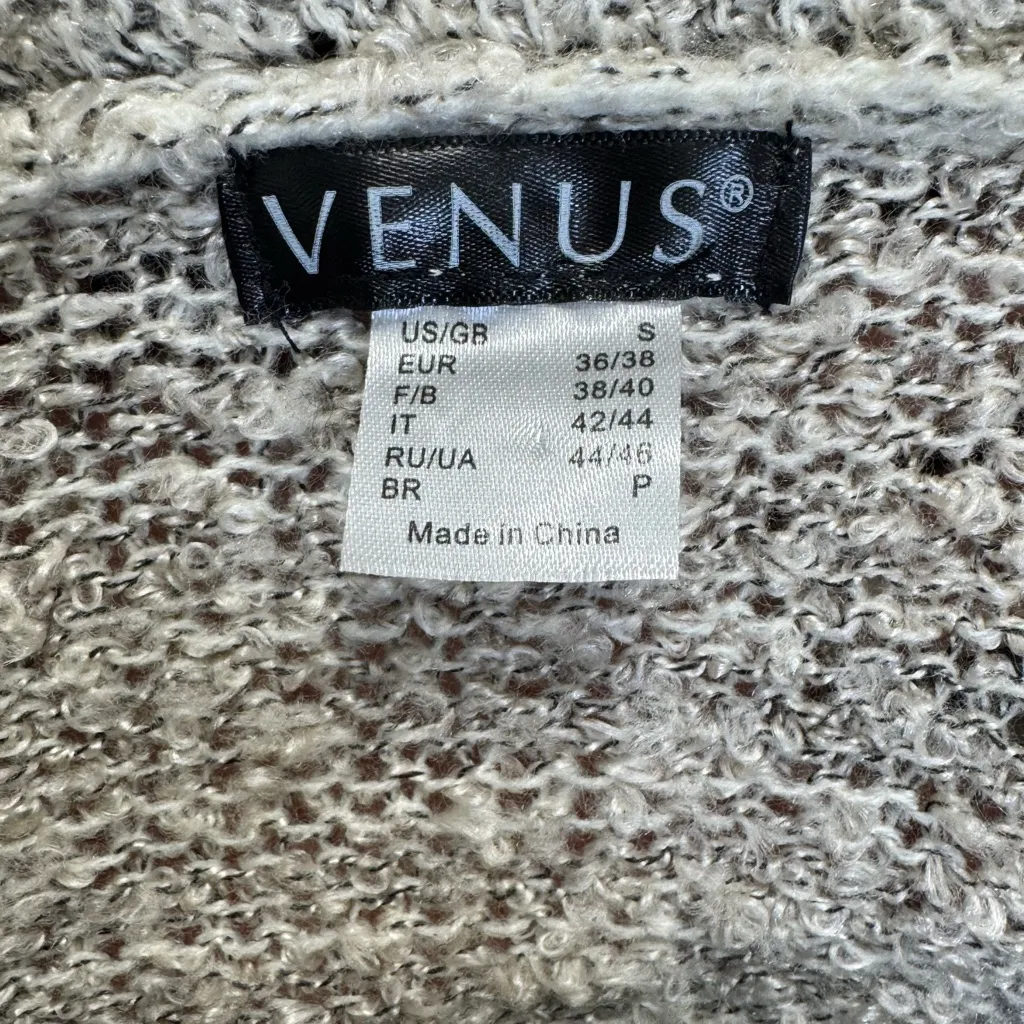 VENUS®
US/GB S
EUR 36/38
F/B 38/40
IT 42/44
RU/UA 44/46
BR P
Made in China